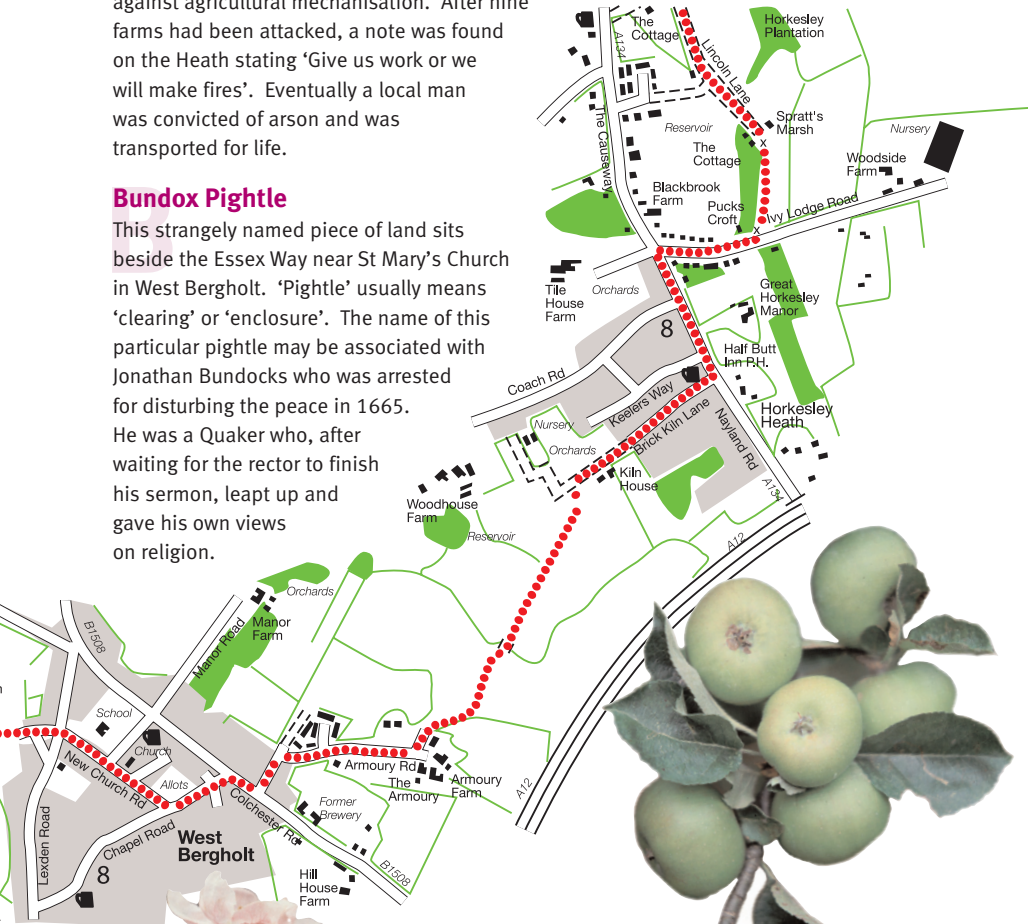 against agricultural mechanisation. After nine
farms had been attacked, a note was found
on the Heath stating ‘Give us work or we
will make fires’. Eventually a local man
was convicted of arson and was
transported for life.
B
Bundox Pightle
This strangely named piece of land sits
beside the Essex Way near St Mary’s Church
in West Bergholt. ‘Pightle’ usually means
‘clearing’ or ‘enclosure’. The name of this
particular pightle may be associated with
Jonathan Bundocks who was arrested
for disturbing the peace in 1665.
He was a Quaker who, after
waiting for the rector to finish
his sermon, leapt up and
gave his own views
on religion.
The
Cottage
A134
Lincoln Lane
Horkesley
Plantation
The Causeway
Reservoir
Spratt's
Marsh
x
The
Cottage
Nursery
Woodside
Farm
Blackbrook
Farm
Pucks
Croft
Ivy Lodge Road
x
Tile
House
Farm
Orchards
Great
Horkesley
Manor
8
Half Butt
Inn P.H.
Coach Rd
Keelers Way
Brick Kiln Lane
Nayland Rd
Horkesley
Heath
Nursery
Orchards
Kiln
House
A134
Woodhouse
Farm
Reservoir
A12
Orchards
Manor
Farm
Manor Road
B1508
School
Church
New Church Rd
Allots
Armoury Rd
The
Armoury
Armoury
Farm
A12
Colchester Rd
Former
Brewery
Lexden Road
Chapel Road
West
Bergholt
8
B1508
Hill
House
Farm